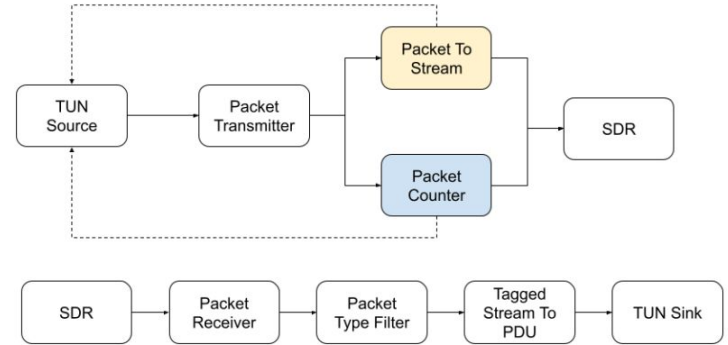 Packet To
Stream
TUN
Source
Packet
Transmitter
SDR
Packet
Counter
SDR
Packet
Receiver
Packet
Type Filter
Tagged
Stream To
PDU
TUN Sink